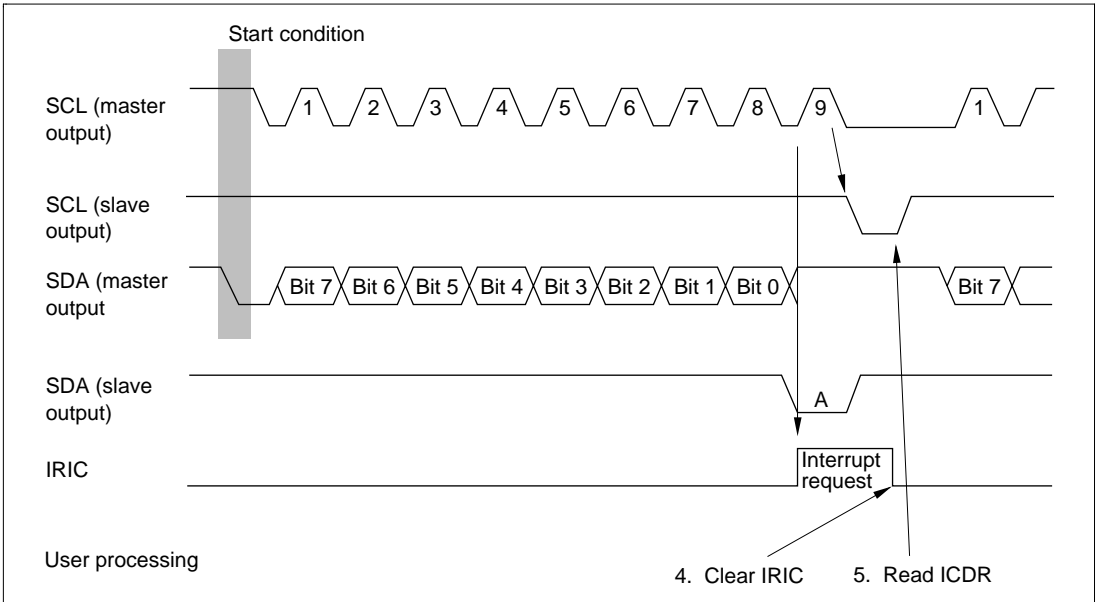 Start condition
SCL (master
output)
1 2 3 4 5 6 7 8 9 1
SCL (slave
output)
SDA (master
output
Bit 7 Bit 6 Bit 5 Bit 4 Bit 3 Bit 2 Bit 1 Bit 0 Bit 7
SDA (slave
output)
A
IRIC
Interrupt
request
User processing
4. Clear IRIC 5. Read ICDR